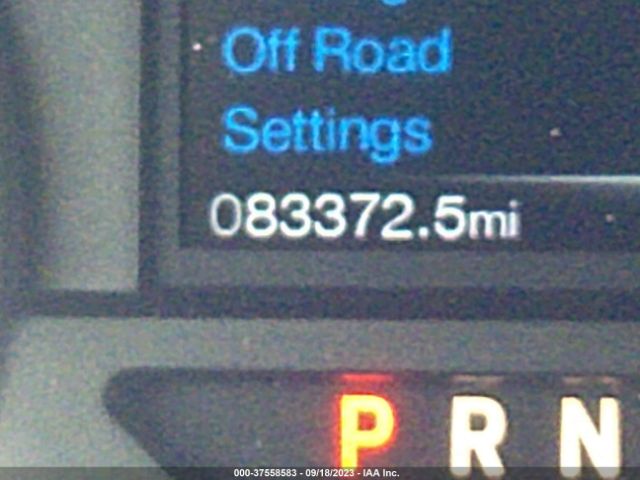 Off Road
Settings
083372.5mi
P R N
000-37558583 - 09/18/2023 - IAA Inc.